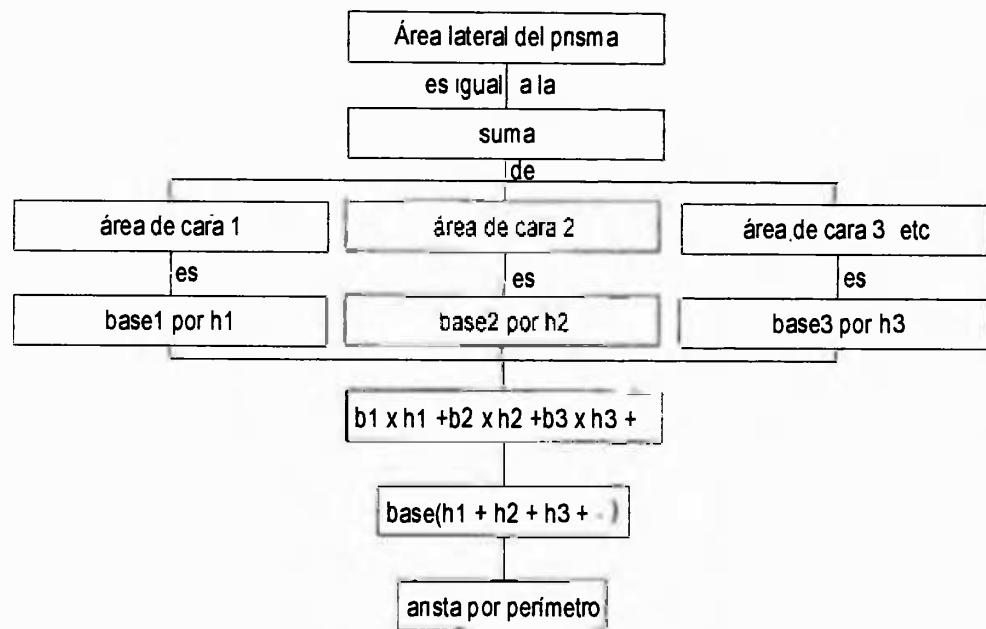 Área lateral del pnsma
es igual a la
suma
de
área de cara 1
área de cara 2
área de cara 3 etc
es
es
es
base1 por h1
base2 por h2
base3 por h3
b1 x h1 +b2 x h2 +b3 x h3 +
base(h1 + h2 + h3 + )
ansta por perímetro